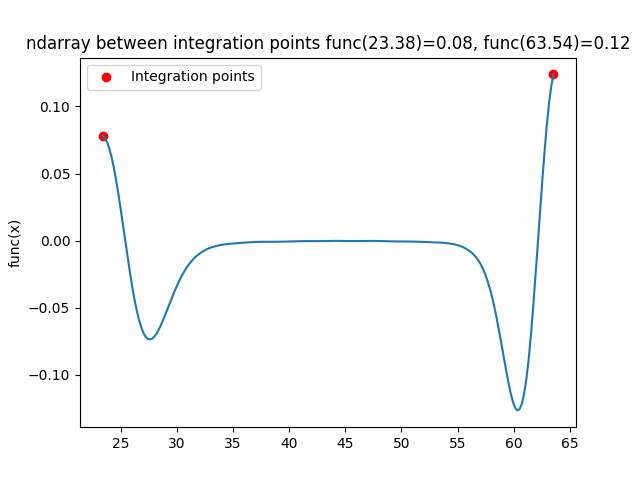 ndarray between integration points func(23.38)=0.08, func(63.54)=0.12
Integration points
func(x)
0.10
0.05
0.00
−0.05
−0.10
25 30 35 40 45 50 55 60 65